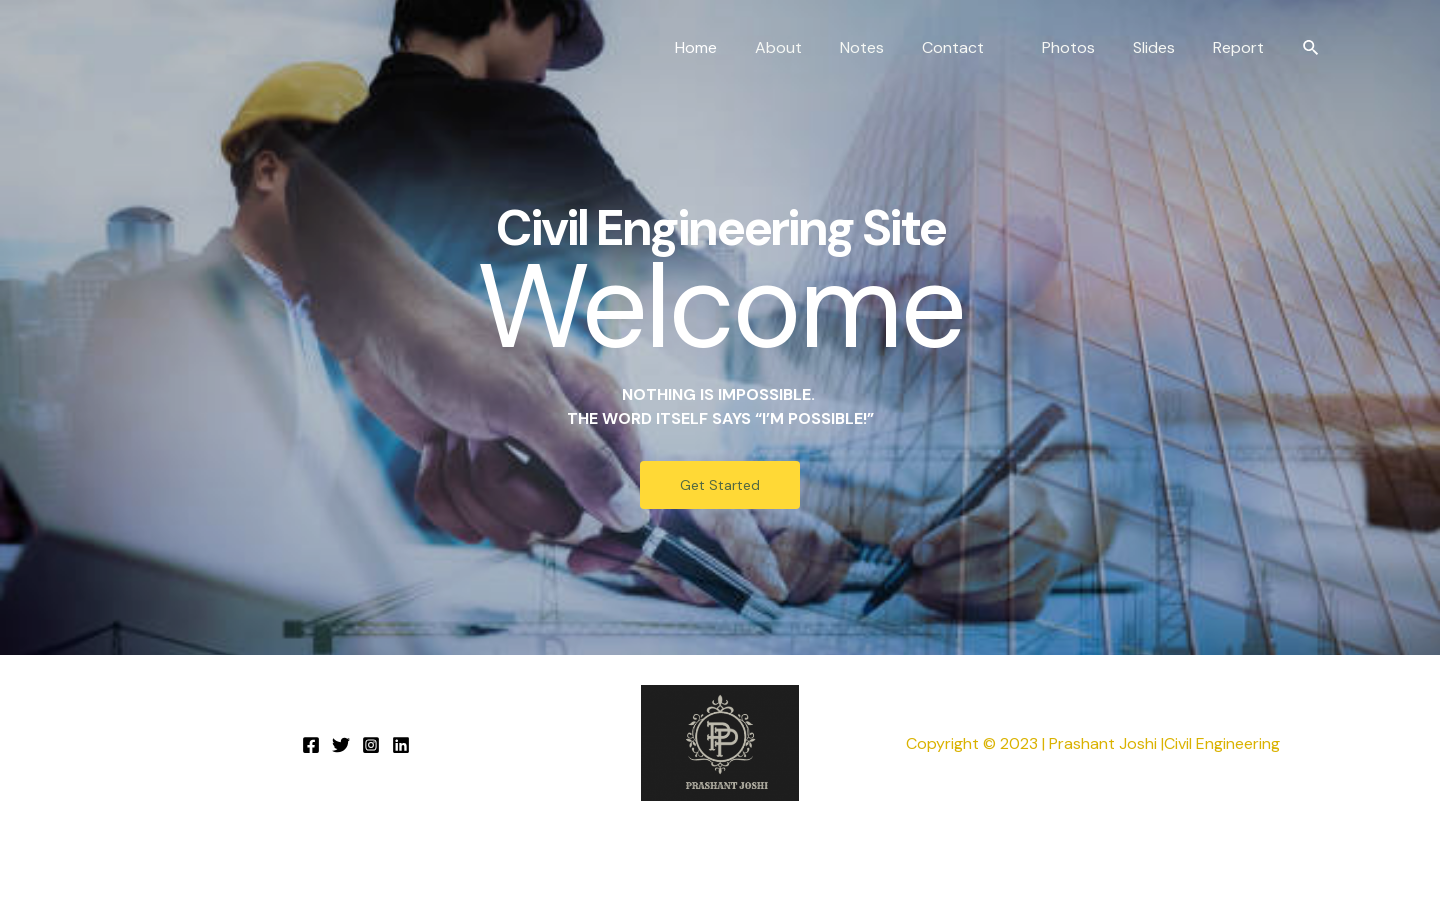 Home About Notes Contact Photos Slides Report
Civil Engineering Site
Welcome
NOTHING IS IMPOSSIBLE.
THE WORD ITSELF SAYS “I’M POSSIBLE!”
Get Started
PP
PRASHANT JOSHI
Copyright © 2023 | Prashant Joshi |Civil Engineering